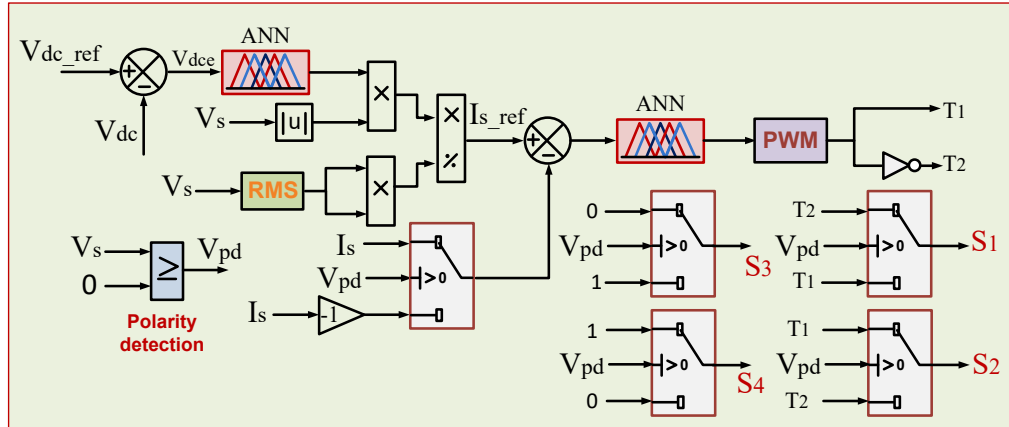 ANN
Vdc_ref
+
−
Vdce
Vdc
Vs
|u|
×
×
÷
Is_ref
+
−
ANN
PWM
T1
T2
Vs
RMS
×
Vs
0
≥
Vpd
Polarity
detection
Is
Vpd
>0
Is
-1
0
Vpd
>0
1
S3
T2
Vpd
>0
T1
S1
1
Vpd
>0
0
S4
T1
Vpd
>0
T2
S2